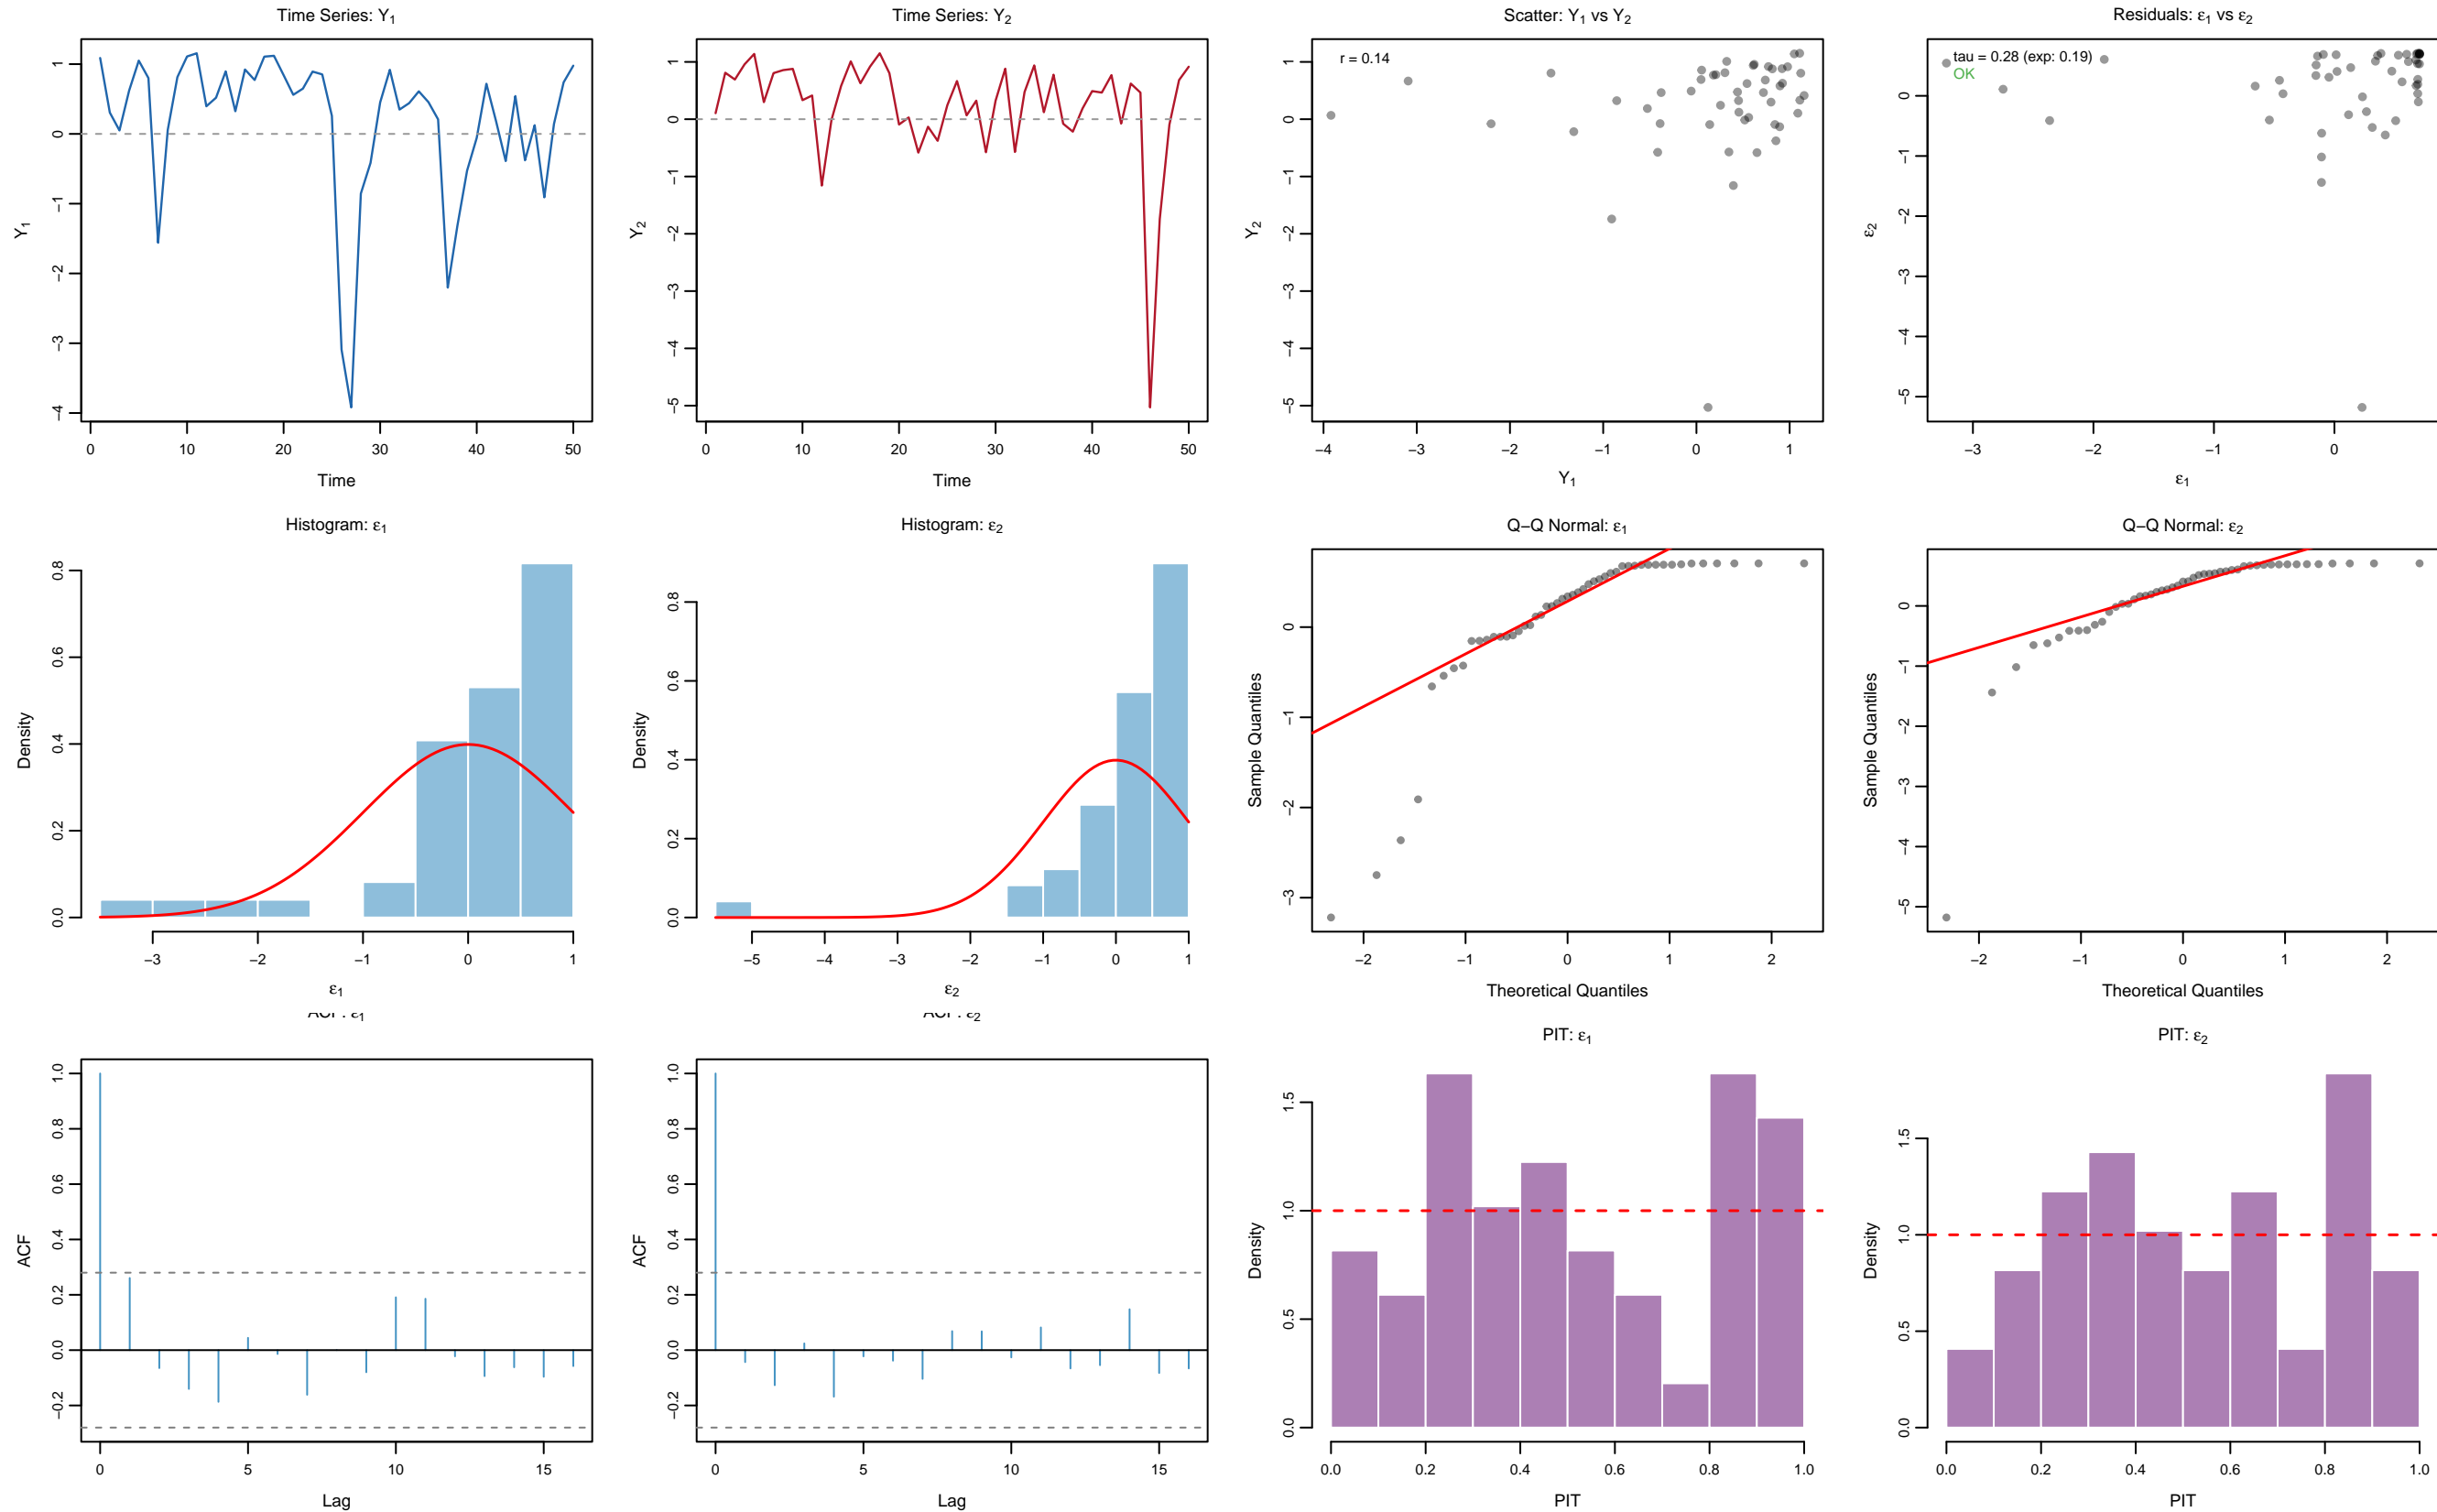 Time Series: Y₁
Y₁
1
0
−1
−2
−3
−4
0 10 20 30 40 50
Time
Time Series: Y₂
Y₂
1
0
−1
−2
−3
−4
−5
0 10 20 30 40 50
Time
Scatter: Y₁ vs Y₂
r = 0.14
Y₂
1
0
−1
−2
−3
−4
−5
−4 −3 −2 −1 0 1
Y₁
Residuals: ε₁ vs ε₂
tau = 0.28 (exp: 0.19)
OK
ε₂
0
−1
−2
−3
−4
−5
−3 −2 −1 0
ε₁
Histogram: ε₁
Density
0.8
0.6
0.4
0.2
0.0
−3 −2 −1 0 1
ε₁
Histogram: ε₂
Density
0.8
0.6
0.4
0.2
0.0
−5 −4 −3 −2 −1 0 1
ε₂
Q−Q Normal: ε₁
Sample Quantiles
0
−1
−2
−3
−2 −1 0 1 2
Theoretical Quantiles
Q−Q Normal: ε₂
Sample Quantiles
0
−1
−2
−3
−4
−5
−2 −1 0 1 2
Theoretical Quantiles
ACF: ε₁
ACF
1.0
0.8
0.6
0.4
0.2
0.0
−0.2
0 5 10 15
Lag
ACF: ε₂
ACF
1.0
0.8
0.6
0.4
0.2
0.0
−0.2
0 5 10 15
Lag
PIT: ε₁
Density
1.5
1.0
0.5
0.0
0.0 0.2 0.4 0.6 0.8 1.0
PIT
PIT: ε₂
Density
1.5
1.0
0.5
0.0
0.0 0.2 0.4 0.6 0.8 1.0
PIT